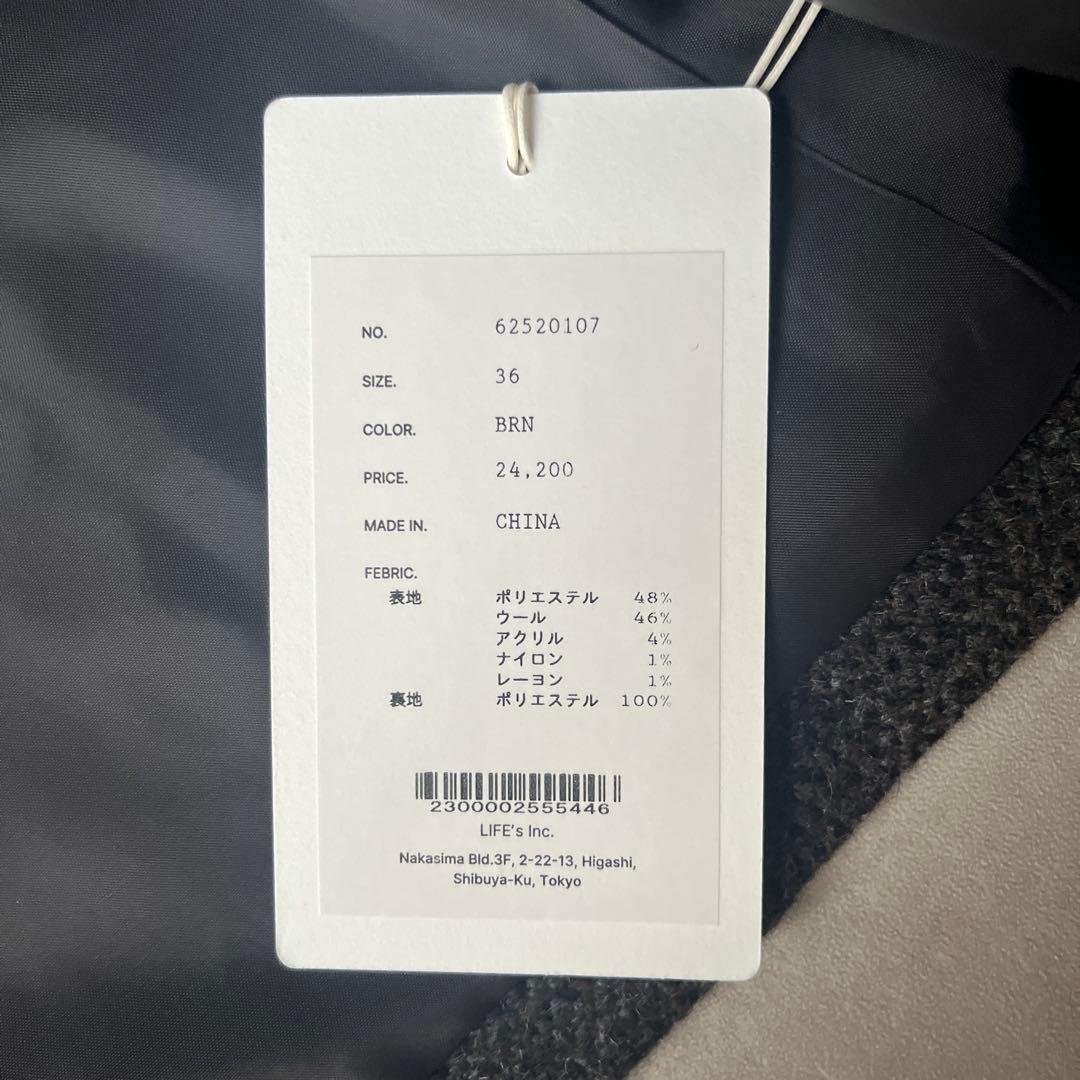 NO. 62520107
SIZE. 36
COLOR. BRN
PRICE. 24,200
MADE IN. CHINA
FEBRIC.
表地 ポリエステル 48%
ウール 46%
アクリル 4%
ナイロン 1%
レーヨン 1%
裏地 ポリエステル 100%
2300002555446
LIFE's Inc.
Nakasima Bld.3F, 2-22-13, Higashi,
Shibuya-Ku, Tokyo